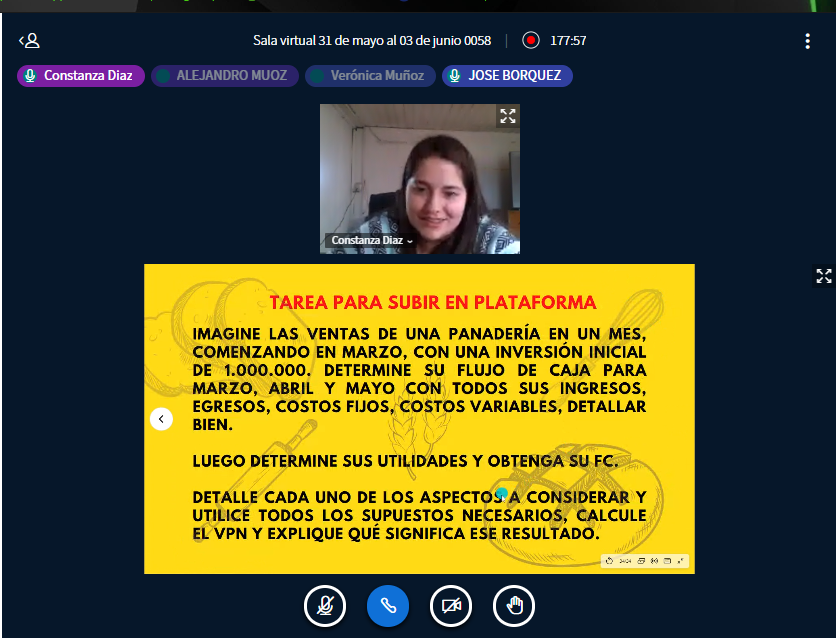 Sala virtual 31 de mayo al 03 de junio 0058 | 177:57
Constanza Diaz
ALEJANDRO MUOZ
Verónica Muñoz
JOSE BORQUEZ
Constanza Diaz
TAREA PARA SUBIR EN PLATAFORMA
IMAGINE LAS VENTAS DE UNA PANADERÍA EN UN MES,
COMENZANDO EN MARZO, CON UNA INVERSIÓN INICIAL
DE 1.000.000. DETERMINE SU FLUJO DE CAJA PARA
MARZO, ABRIL Y MAYO CON TODOS SUS INGRESOS,
EGRESOS, COSTOS FIJOS, COSTOS VARIABLES, DETALLAR
BIEN.
LUEGO DETERMINE SUS UTILIDADES Y OBTENGA SU FC.
DETALLE CADA UNO DE LOS ASPECTOS A CONSIDERAR Y
UTILICE TODOS LOS SUPUESTOS NECESARIOS, CALCULE
EL VPN Y EXPLIQUE QUÉ SIGNIFICA ESE RESULTADO.